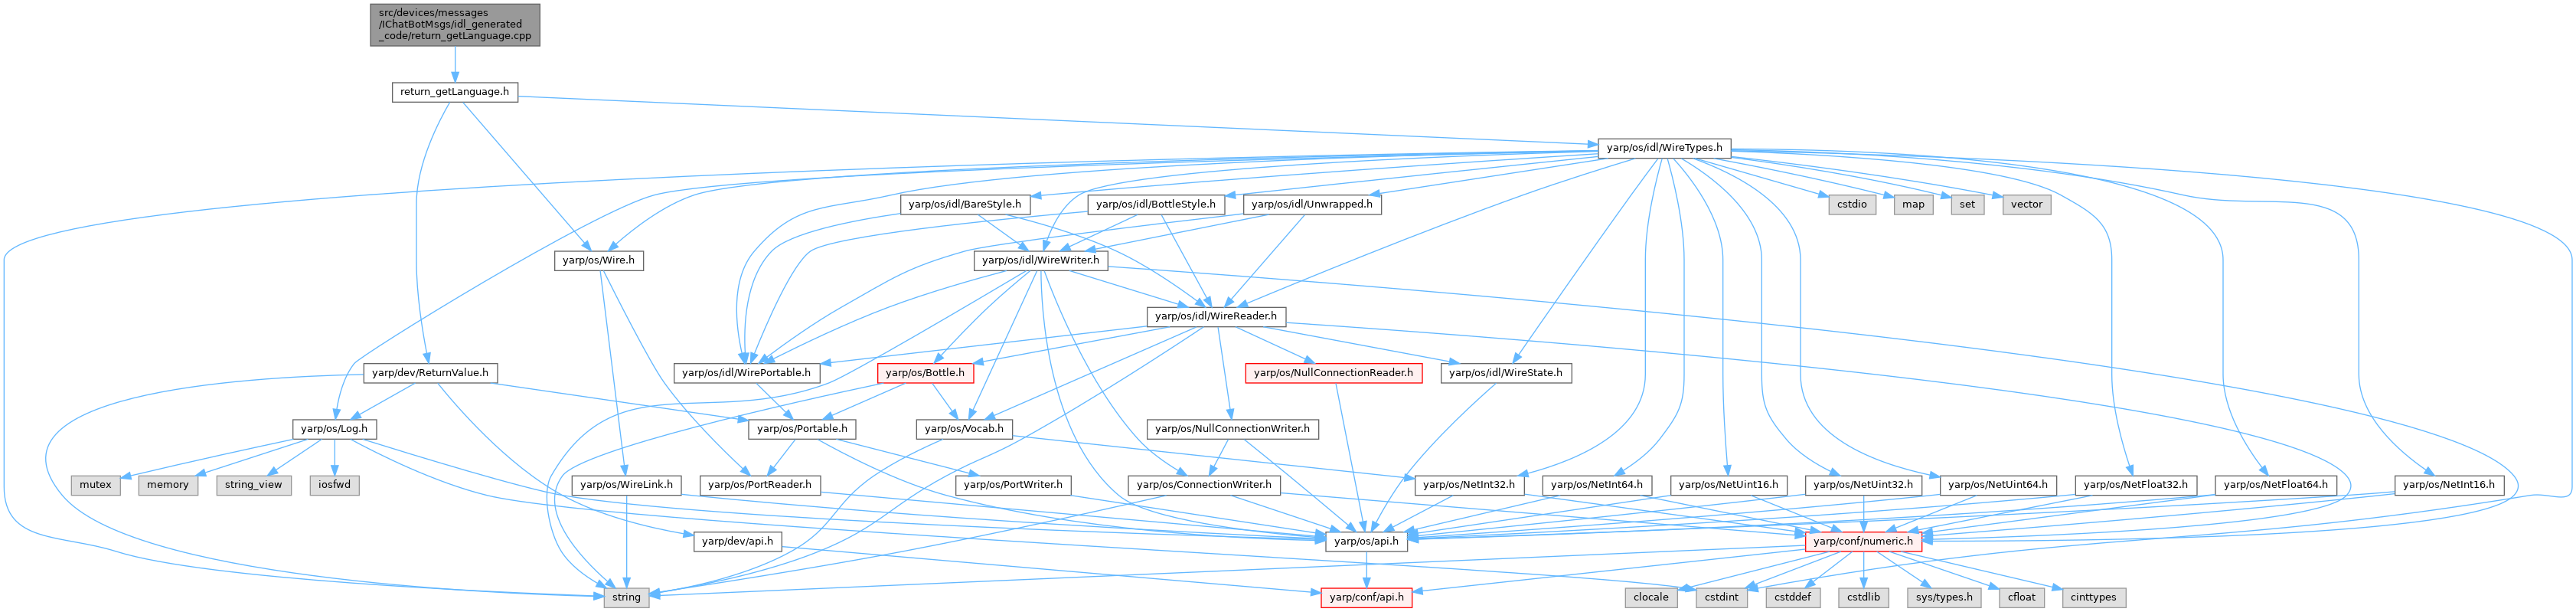 src/devices/messages
/IChatBotMsgs/idl_generated
_code/return_getLanguage.cpp
return_getLanguage.h
yarp/os/idl/WireTypes.h
yarp/os/idl/BareStyle.h
yarp/os/idl/BottleStyle.h
yarp/os/idl/Unwrapped.h
cstdio
map
set
vector
yarp/os/Wire.h
yarp/os/idl/WireWriter.h
yarp/os/idl/WireReader.h
yarp/dev/ReturnValue.h
yarp/os/idl/WirePortable.h
yarp/os/Bottle.h
yarp/os/NullConnectionReader.h
yarp/os/idl/WireState.h
yarp/os/Log.h
yarp/os/Portable.h
yarp/os/Vocab.h
yarp/os/NullConnectionWriter.h
mutex
memory
string_view
iosfwd
yarp/os/WireLink.h
yarp/os/PortReader.h
yarp/os/PortWriter.h
yarp/os/ConnectionWriter.h
yarp/os/NetInt32.h
yarp/os/NetInt64.h
yarp/os/NetUint16.h
yarp/os/NetUint32.h
yarp/os/NetUint64.h
yarp/os/NetFloat32.h
yarp/os/NetFloat64.h
yarp/os/NetInt16.h
yarp/dev/api.h
yarp/os/api.h
yarp/conf/numeric.h
string
yarp/conf/api.h
clocale
cstdint
cstddef
cstdlib
sys/types.h
cfloat
cinttypes